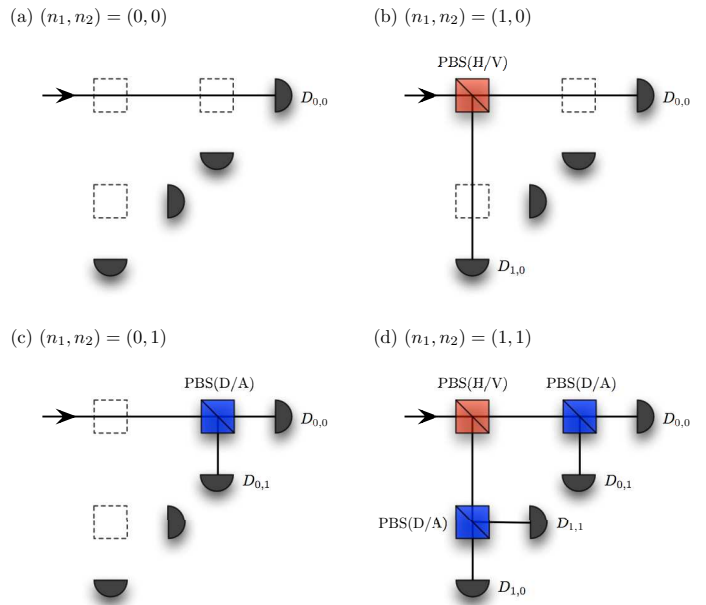 (a) (n₁, n₂) = (0, 0)
(b) (n₁, n₂) = (1, 0)
PBS(H/V)
D₀,₀
D₀,₀
D₁,₀
(c) (n₁, n₂) = (0, 1)
(d) (n₁, n₂) = (1, 1)
PBS(D/A)
PBS(H/V)
PBS(D/A)
D₀,₀
D₀,₀
D₀,₁
D₀,₁
PBS(D/A)
D₁,₁
D₁,₀